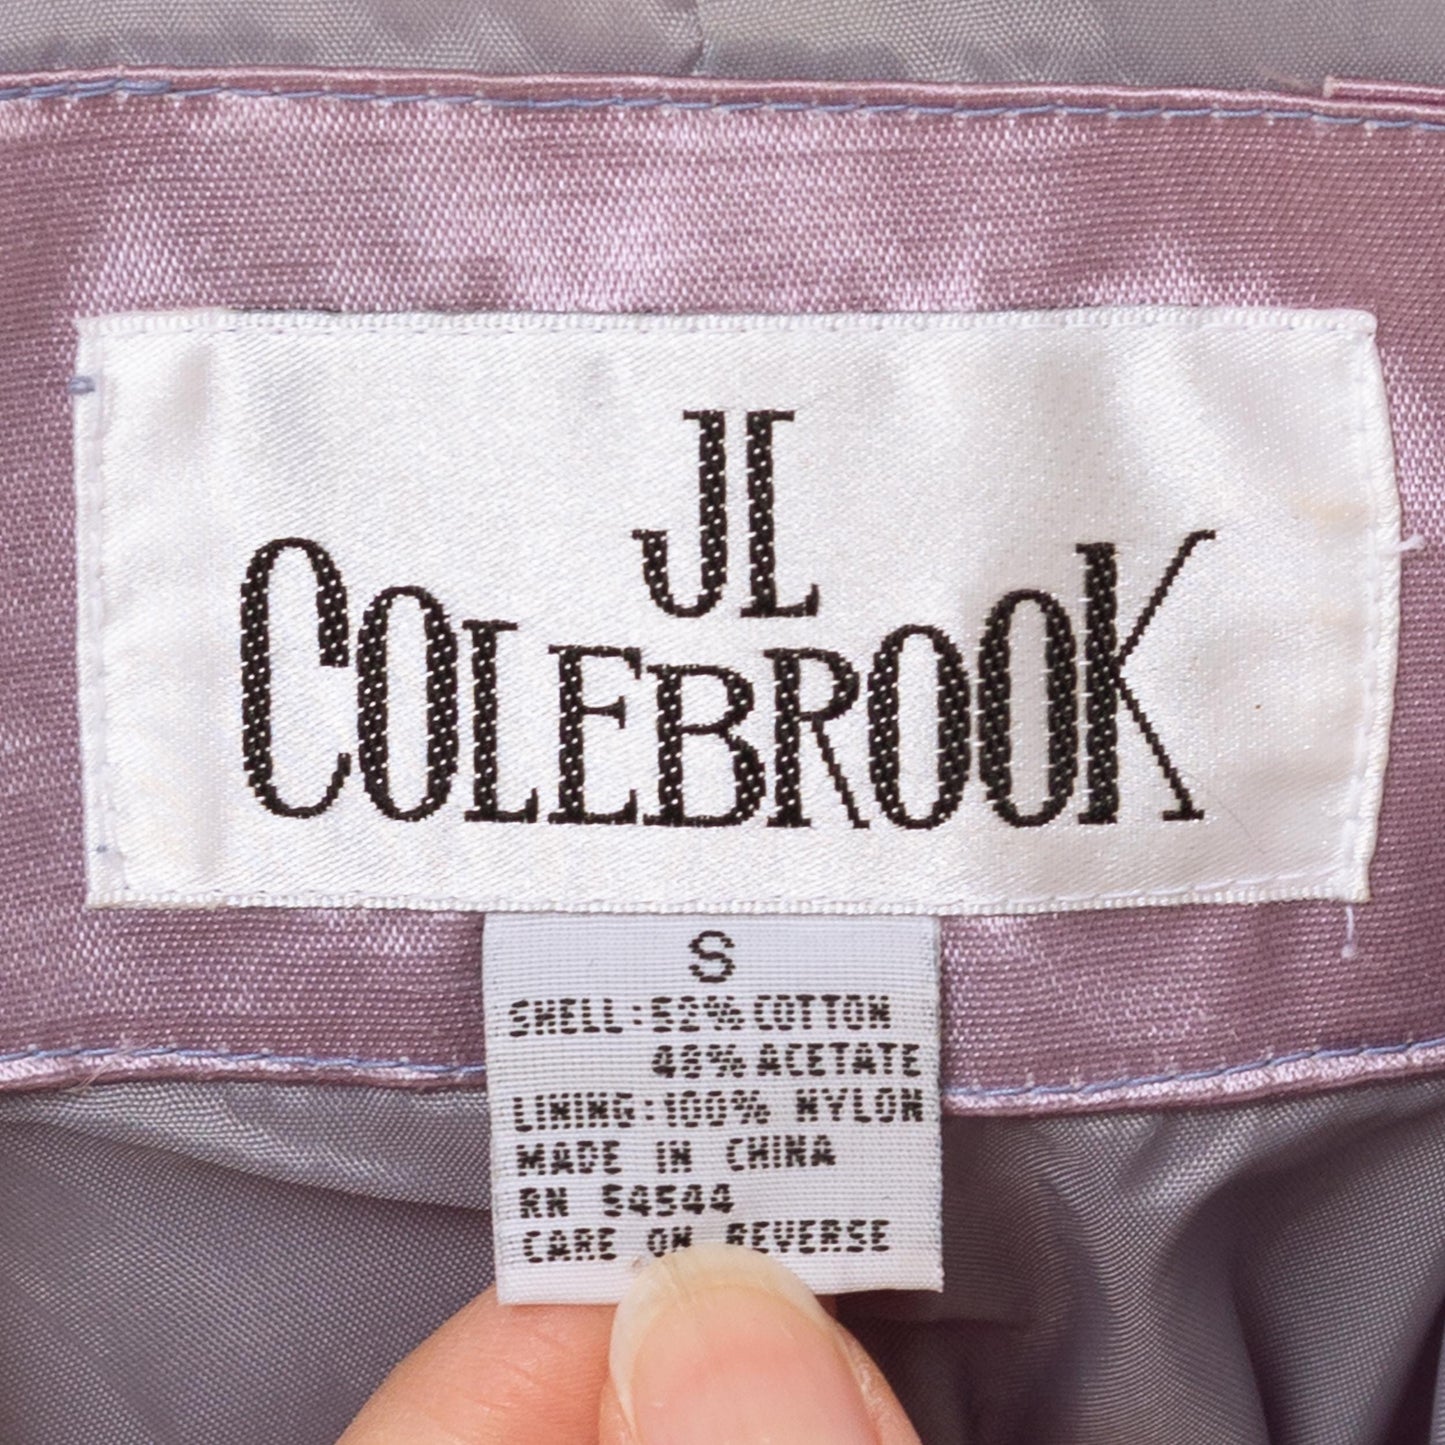 JL
COLEBROOK
S
SHELL:52% COTTON
48% ACETATE
LINING:100% NYLON
MADE IN CHINA
RN 54544
CARE ON REVERSE